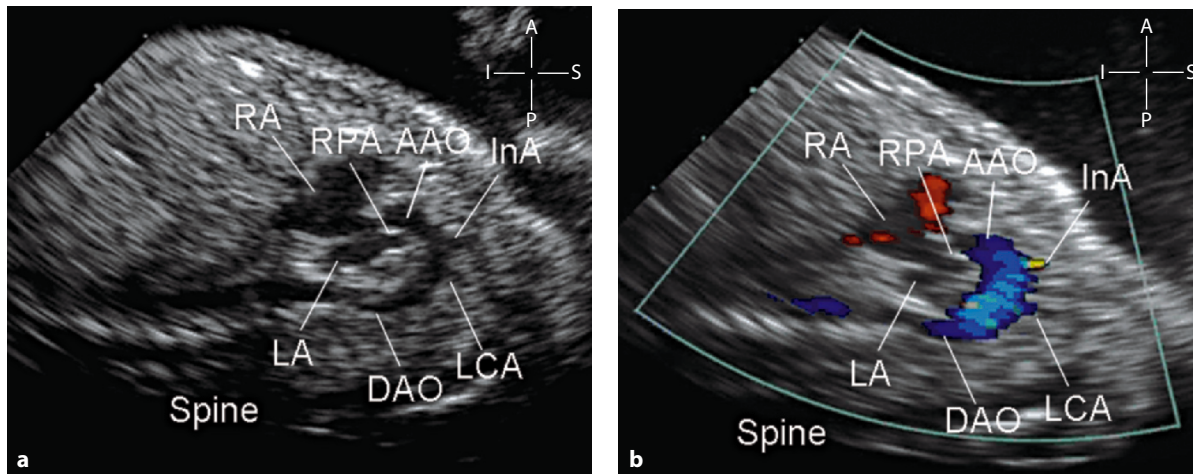 A
I S
P
RA RPA AAO InA
LA DAO LCA
Spine
a
A
I S
P
RA RPA AAO InA
LA DAO LCA
Spine
b